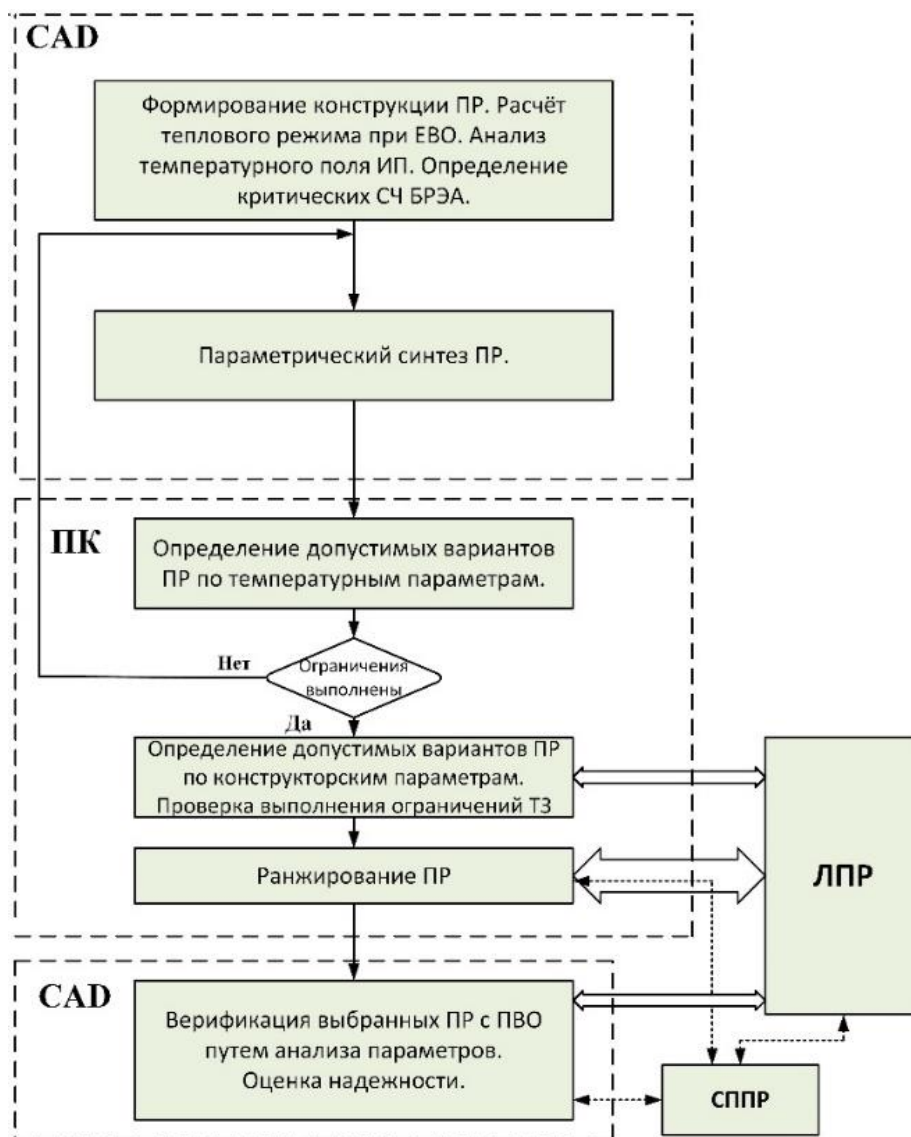 CAD
Формирование конструкции ПР. Расчёт
теплового режима при ЕВО. Анализ
температурного поля ИП. Определение
критических СЧ БРЭА.
Параметрический синтез ПР.
ПК
Определение допустимых вариантов
ПР по температурным параметрам.
Нет
Ограничения
выполнены
Да
Определение допустимых вариантов ПР
по конструкторским параметрам.
Проверка выполнения ограничений ТЗ
Ранжирование ПР
ЛПР
CAD
Верификация выбранных ПР с ПВО
путем анализа параметров.
Оценка надежности.
СППР